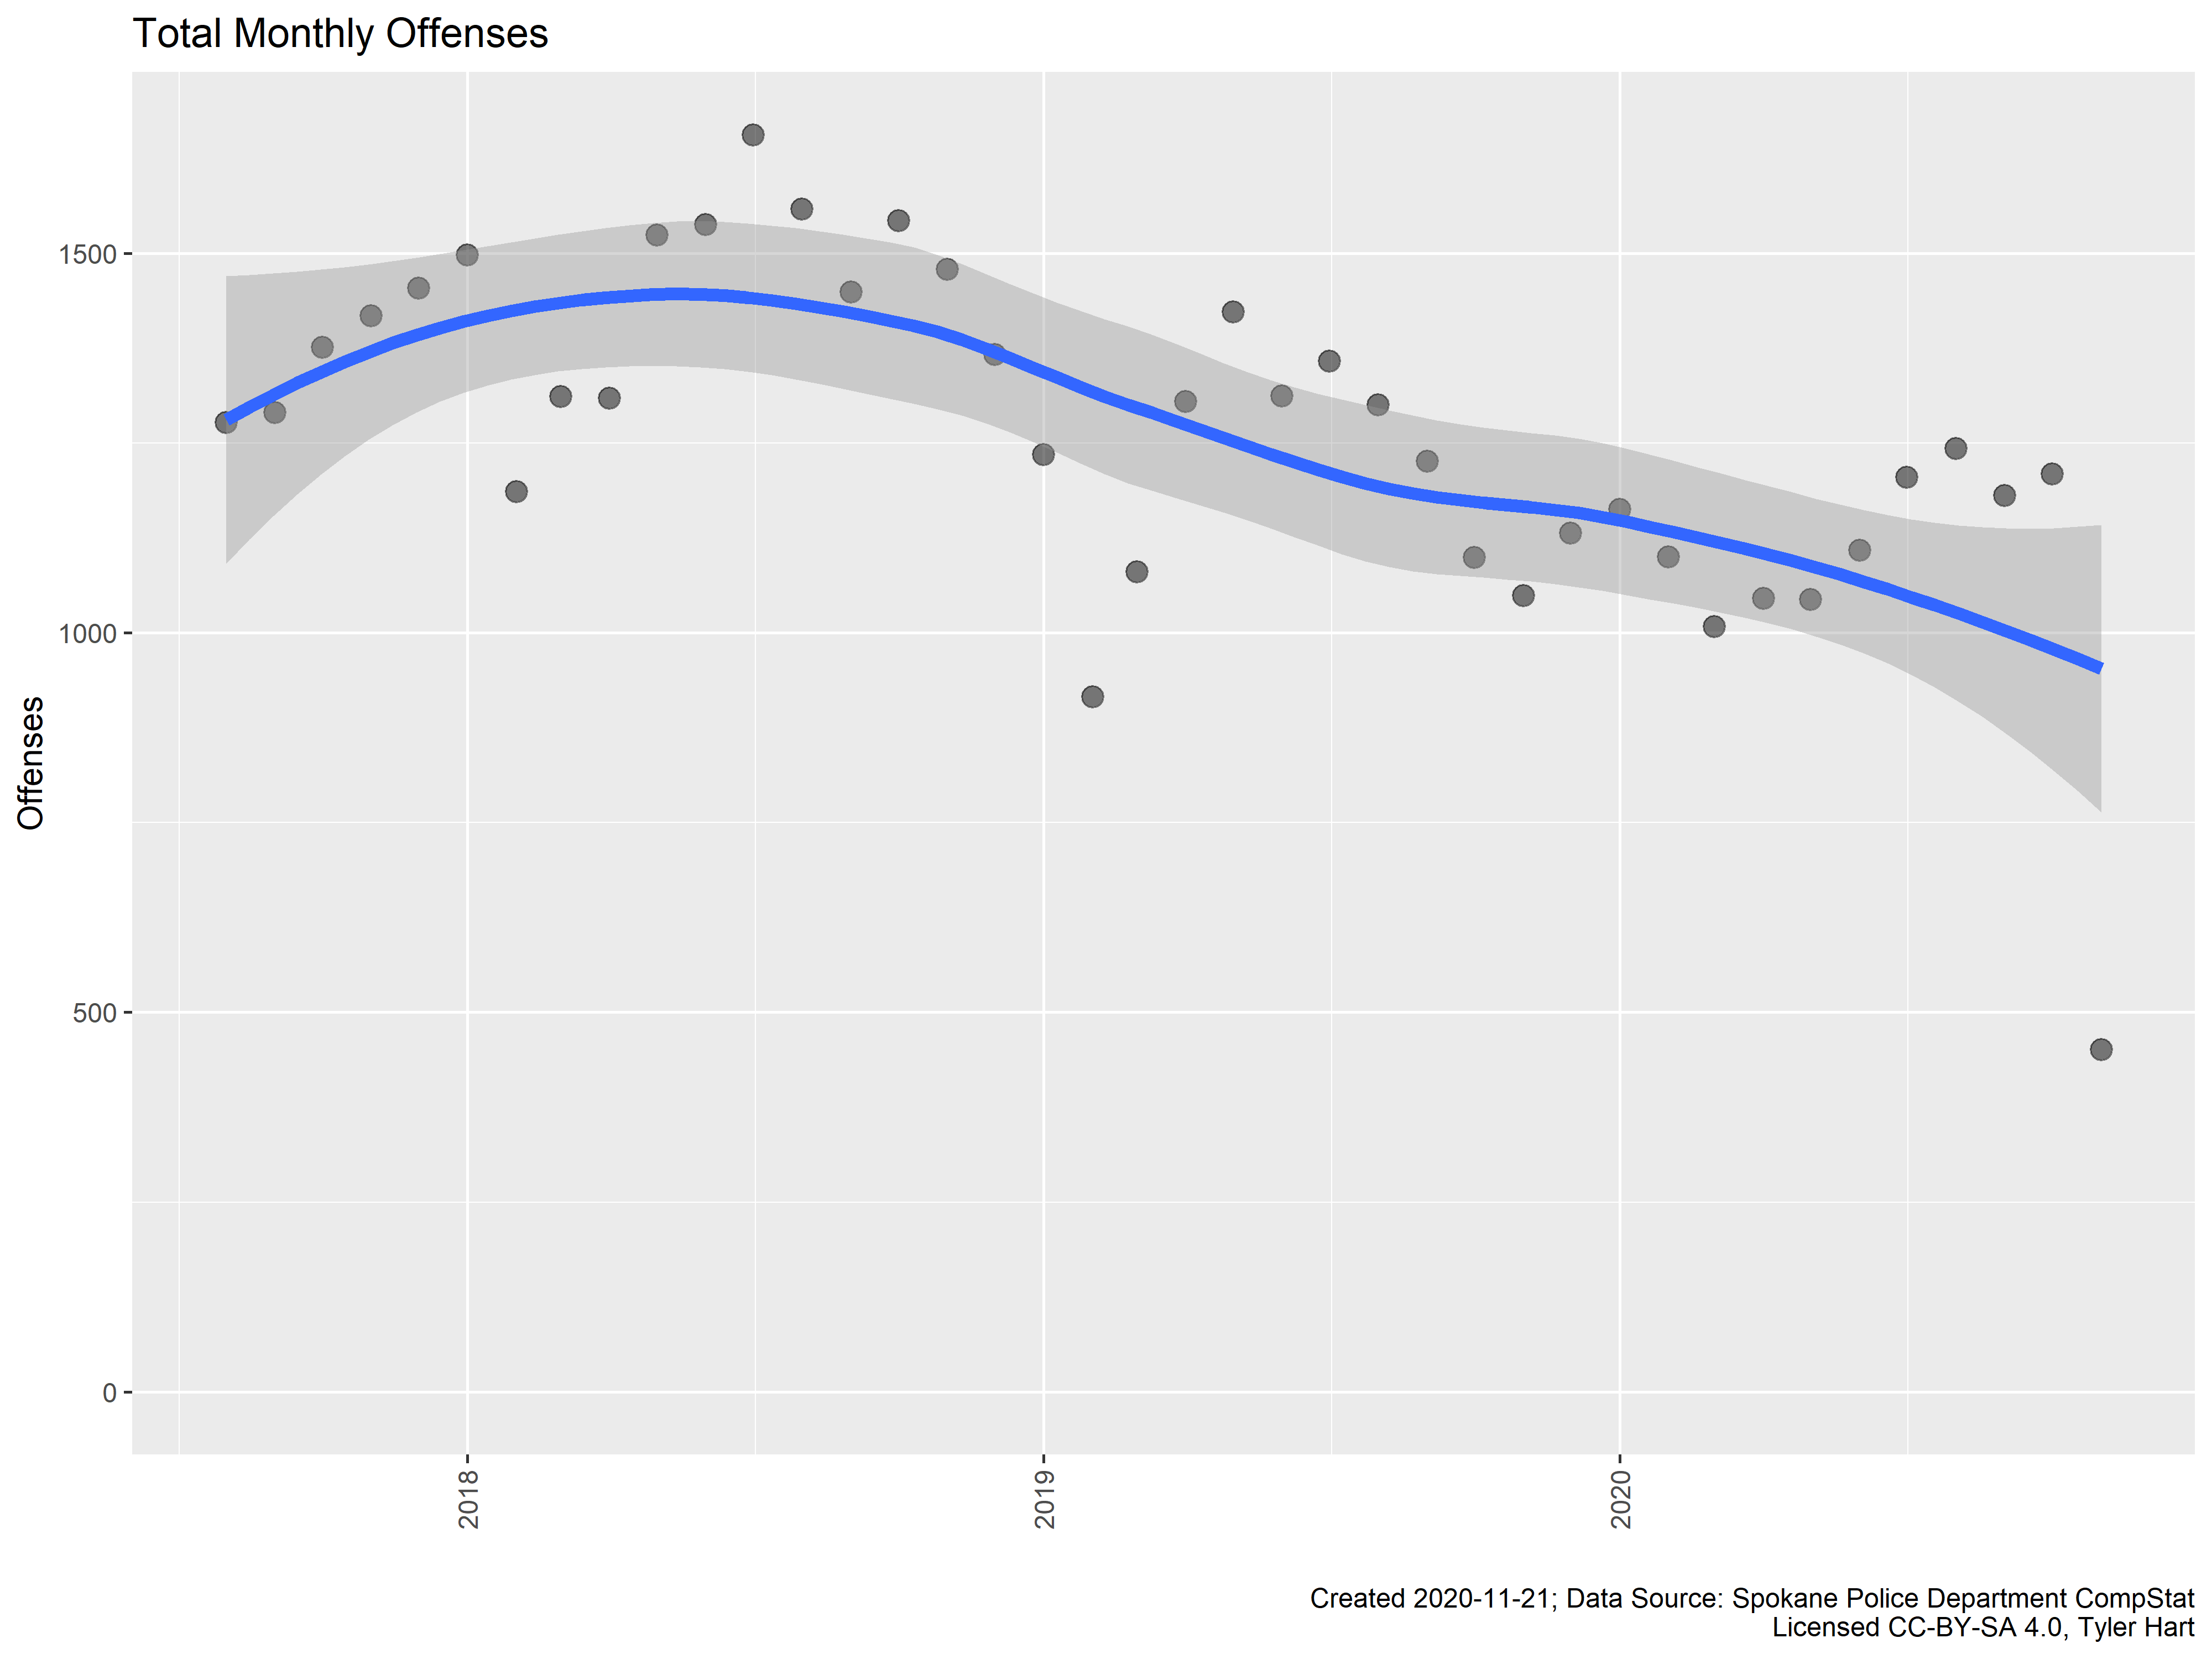 Total Monthly Offenses
1500
1000
500
0
Offenses
2018
2019
2020
Created 2020-11-21; Data Source: Spokane Police Department CompStat
Licensed CC-BY-SA 4.0, Tyler Hart